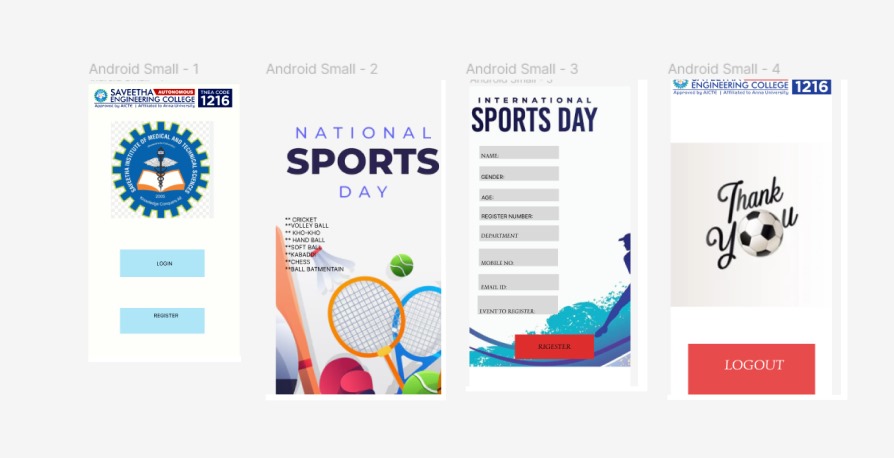 Android Small - 1
SAVEETHA AUTONOMOUS
ENGINEERING COLLEGE
Approved by AICTE | Affiliated to Anna University
TNEA CODE
1216
SAVEETHA INSTITUTE OF MEDICAL AND TECHNICAL SCIENCES
LOGIN
REGISTER
Android Small - 2
NATIONAL
SPORTS
DAY
** CRICKET
**VOLLEY BALL
** KHO-KHO
** HAND BALL
**SOFT BALL
**KABADDI
**CHESS
**BALL BATMENTAIN
Android Small - 3
INTERNATIONAL
SPORTS DAY
NAME:
GENDER:
AGE:
REGISTER NUMBER:
DEPARTMENT
MOBILE NO:
EMAIL ID:
EVENT TO REGISTER:
RIGESTER
Android Small - 4
ENGINEERING COLLEGE
Approved by AICTE | Affiliated to Anna University
1216
Thank
You
LOGOUT